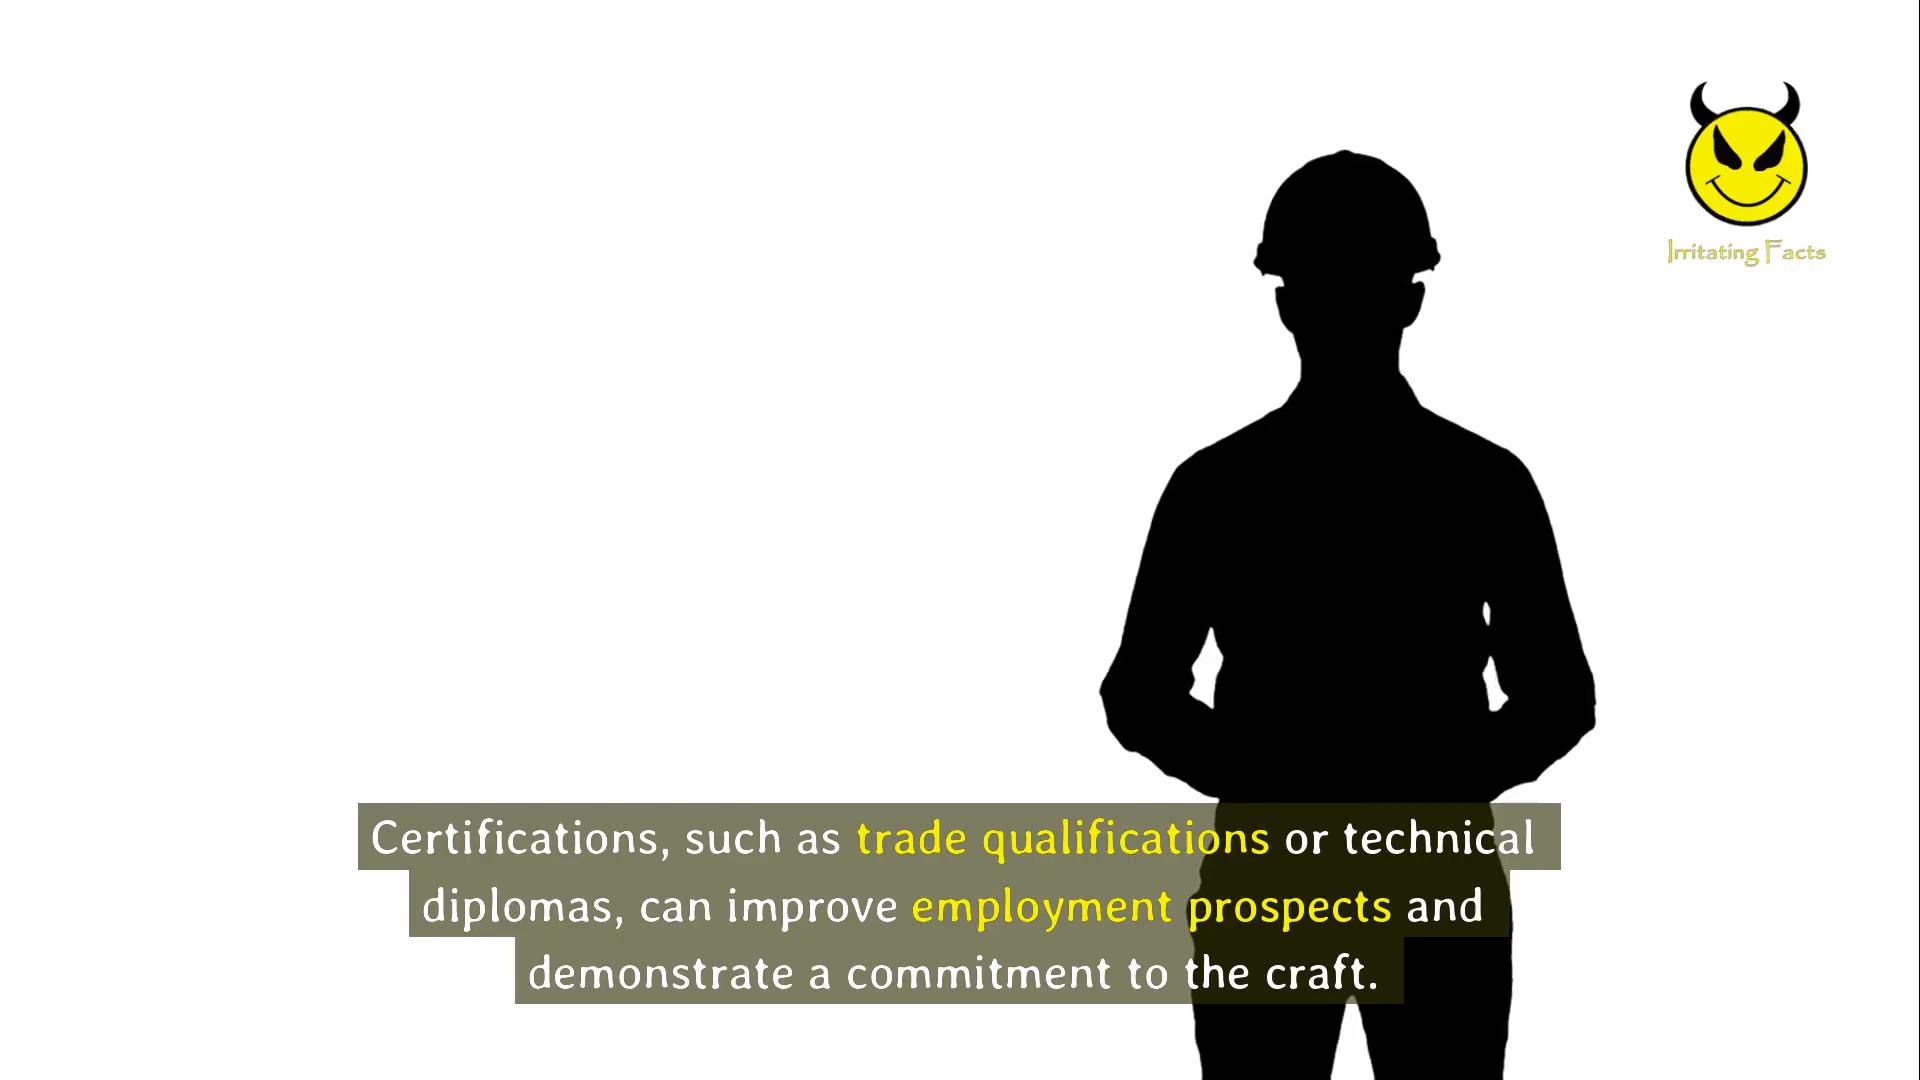 Irritating Facts
Certifications, such as trade qualifications or technical
diplomas, can improve employment prospects and
demonstrate a commitment to the craft.